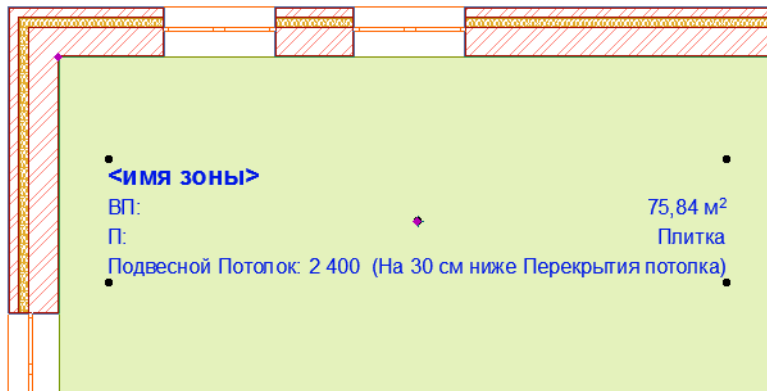 <имя зоны>
ВП: 75,84 м²
П: Плитка
Подвесной Потолок: 2 400 (На 30 см ниже Перекрытия потолка)